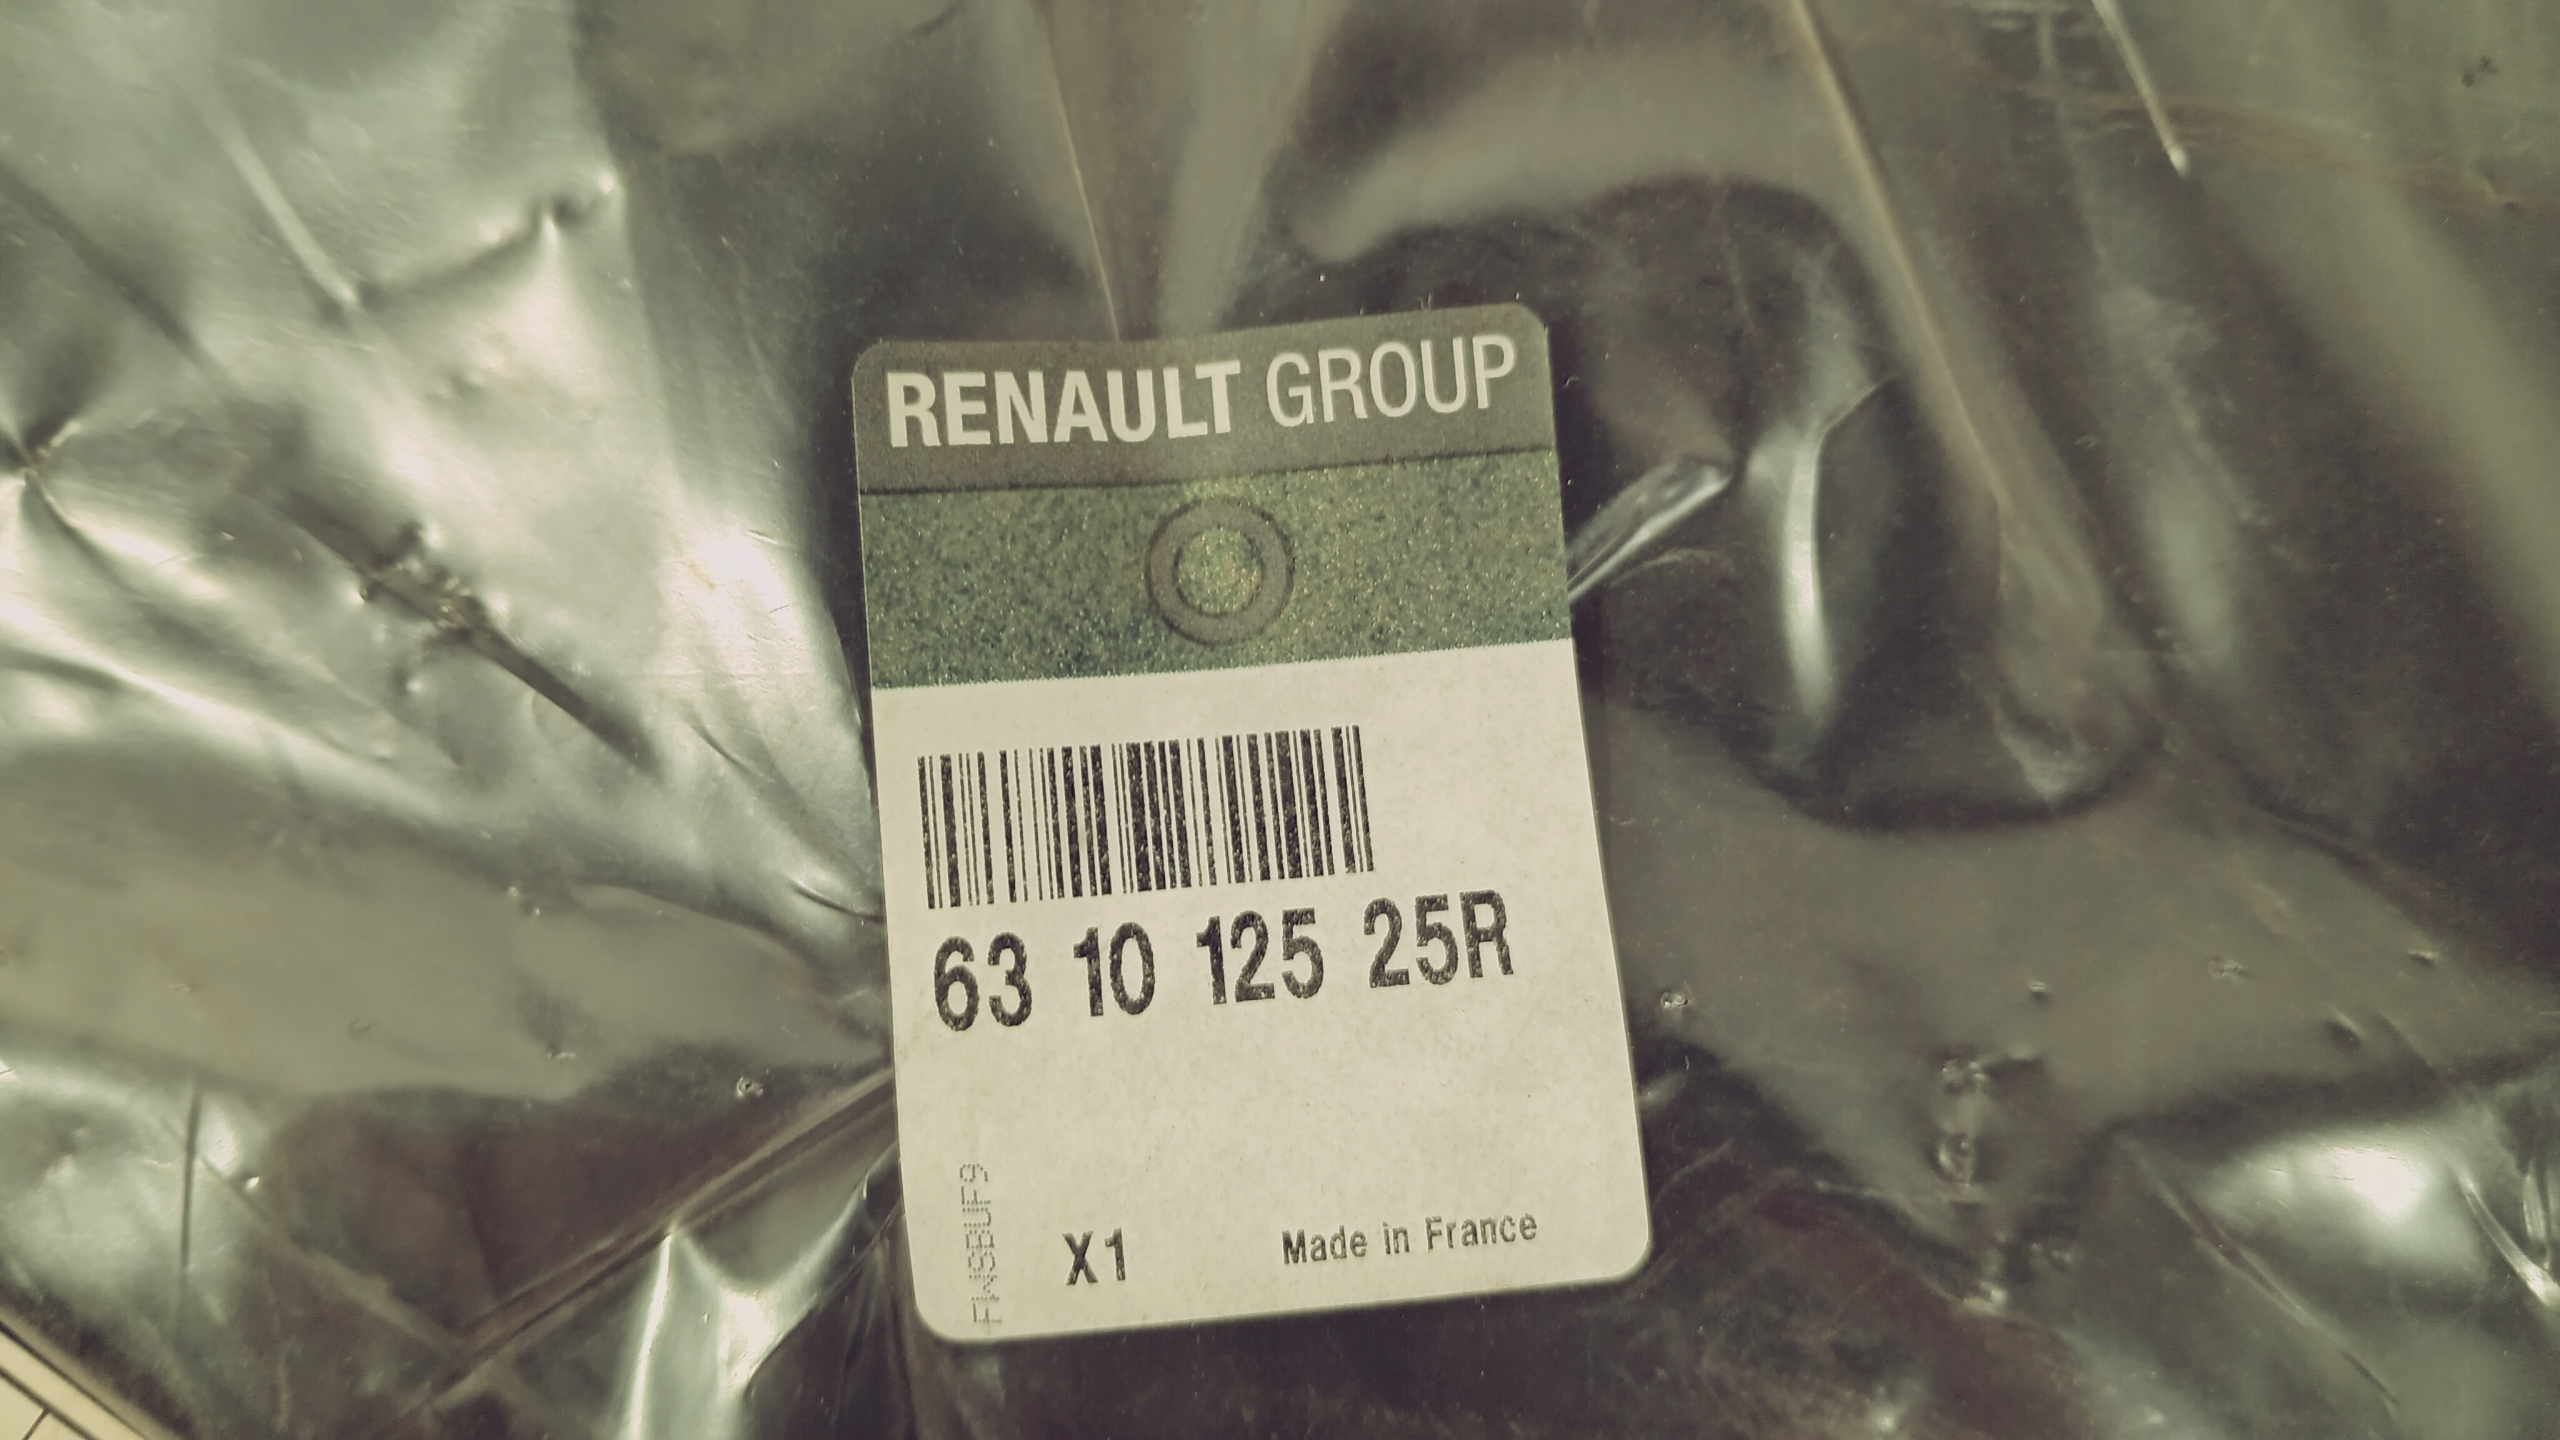 RENAULT GROUP
63 10 125 25R
X1
Made in France